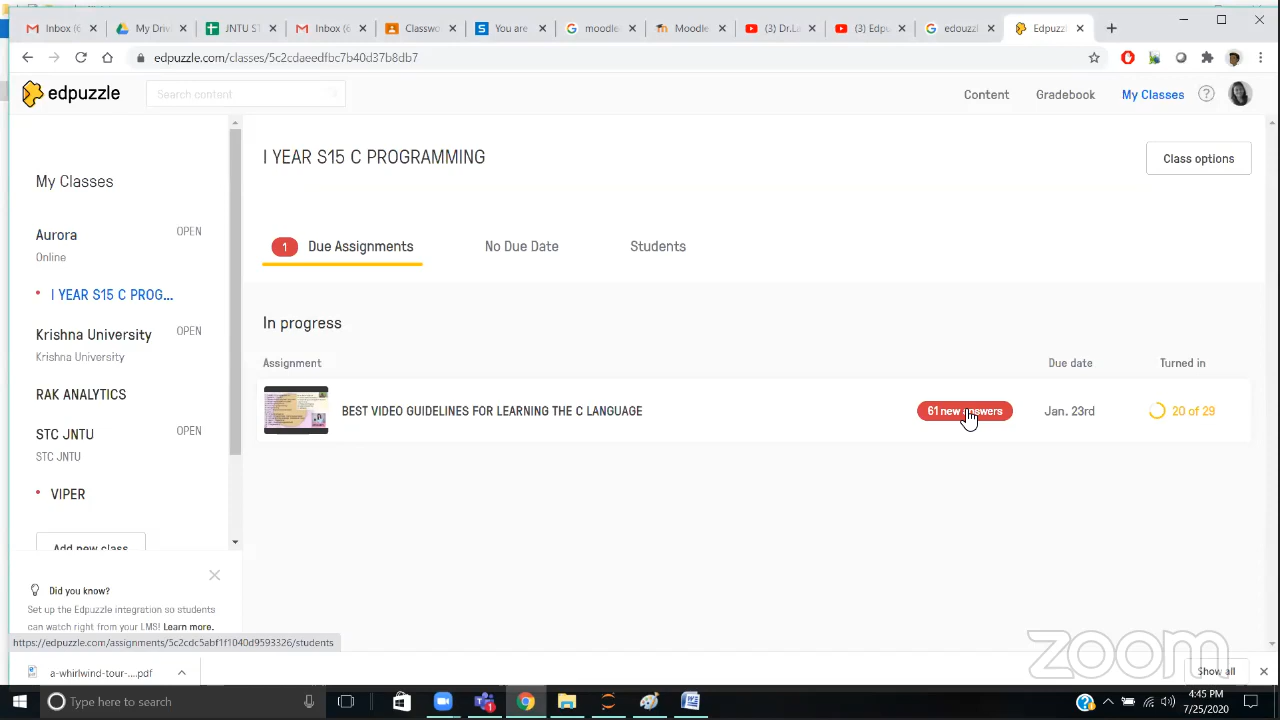 Inbox (6
My Drive
JNTU S1
Inbox (6
Classwo
You are
moodle
Moodle
(3) Dr.L
(3) Edpu
edouzzl
Edpuzzl
edpuzzle.com/classes/5c2cdaeedfbc7b40d37b8db7
edpuzzle
Search content
Content
Gradebook
My Classes
?
My Classes
Aurora
OPEN
Online
I YEAR S15 C PROG...
Krishna University
OPEN
Krishna University
RAK ANALYTICS
STC JNTU
OPEN
STC JNTU
VIPER
Add new class
Did you know?
Set up the Edpuzzle integration so students
can watch right from your LMS! Learn more.
I YEAR S15 C PROGRAMMING
Class options
1 Due Assignments
No Due Date
Students
In progress
Assignment
Due date
Turned in
BEST VIDEO GUIDELINES FOR LEARNING THE C LANGUAGE
61 new answers
Jan. 23rd
20 of 29
https://edpuzzle.com/assignments/5c2cdc5abf1f1040d9593326/students
zoom
a-whirlwind-tour-....pdf
Show all
Type here to search
4:45 PM
7/25/2020